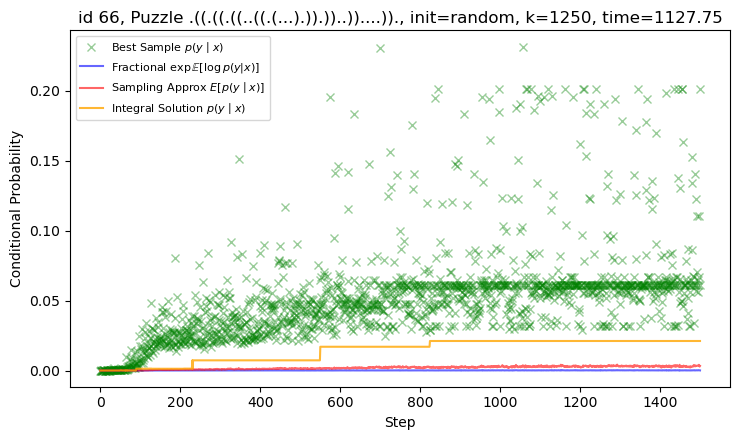 id 66, Puzzle .((.((.((..((.(...).)).))..))....))., init=random, k=1250, time=1127.75
Best Sample p(y | x)
Fractional exp𝔼[log p(y|x)]
Sampling Approx E[p(y | x)]
Integral Solution p(y | x)
Conditional Probability
0.20
0.15
0.10
0.05
0.00
0 200 400 600 800 1000 1200 1400
Step